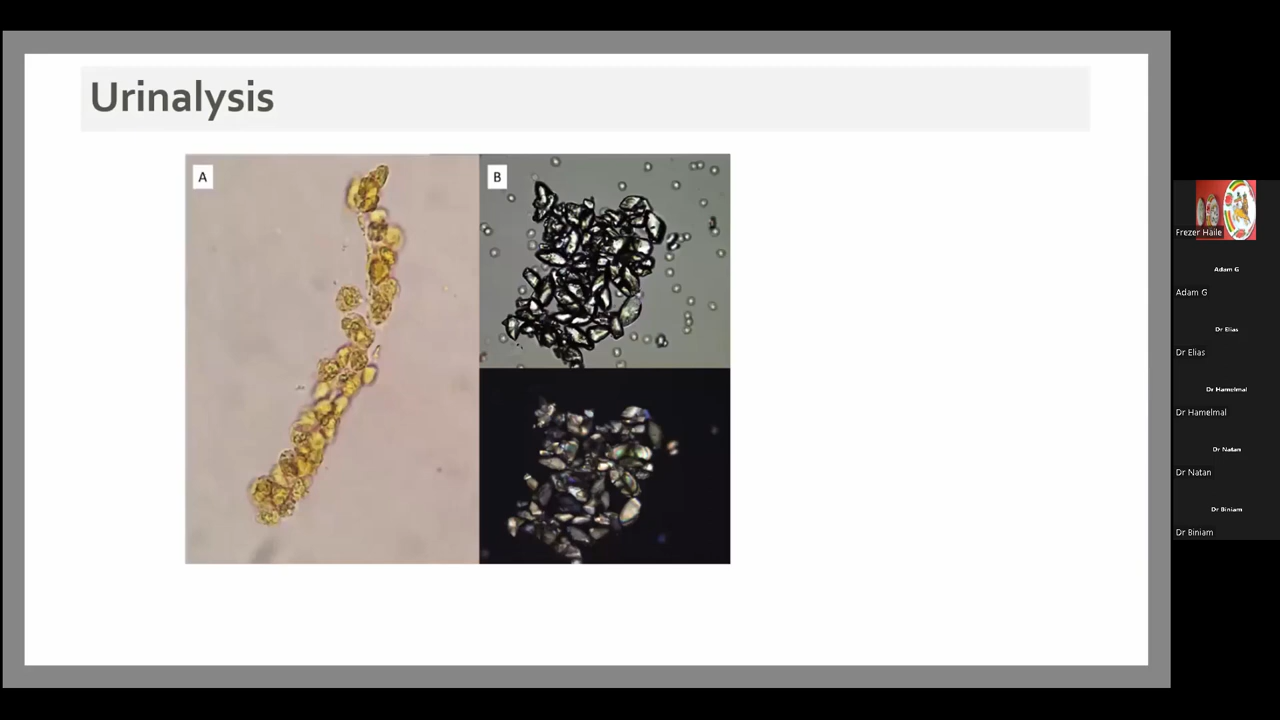 Urinalysis
A
B
Frezer Haile
Adam G
Adam G
Dr Elias
Dr Elias
Dr Hamelmal
Dr Hamelmal
Dr Natan
Dr Natan
Dr Biniam
Dr Biniam